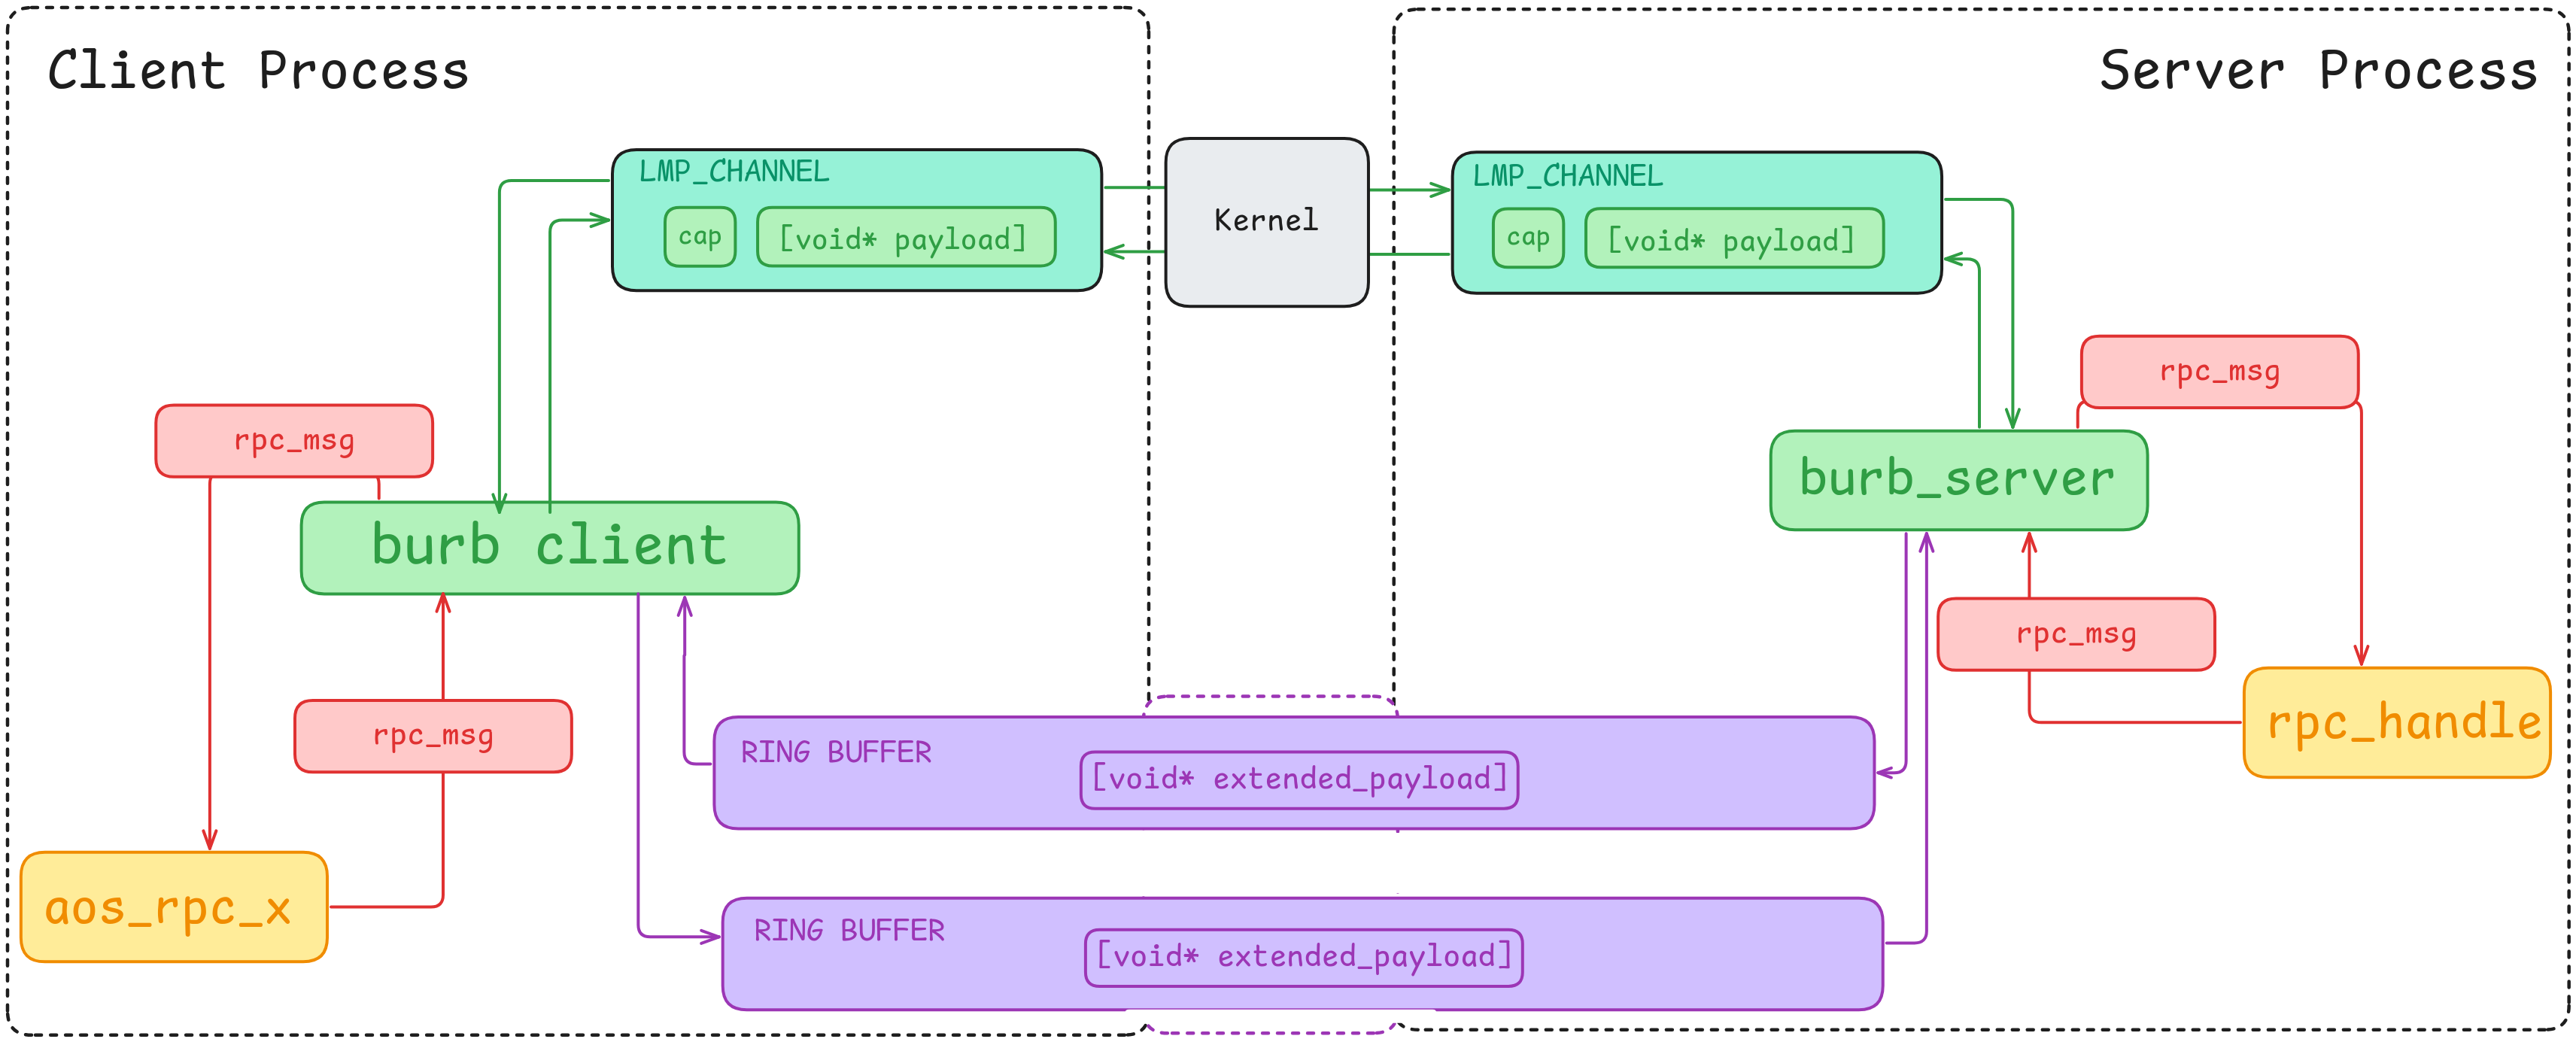 Client Process
Server Process
LMP_CHANNEL
cap
[void* payload]
Kernel
LMP_CHANNEL
cap
[void* payload]
rpc_msg
rpc_msg
burb client
burb_server
rpc_msg
rpc_msg
rpc_handle
RING BUFFER
[void* extended_payload]
aos_rpc_x
RING BUFFER
[void* extended_payload]